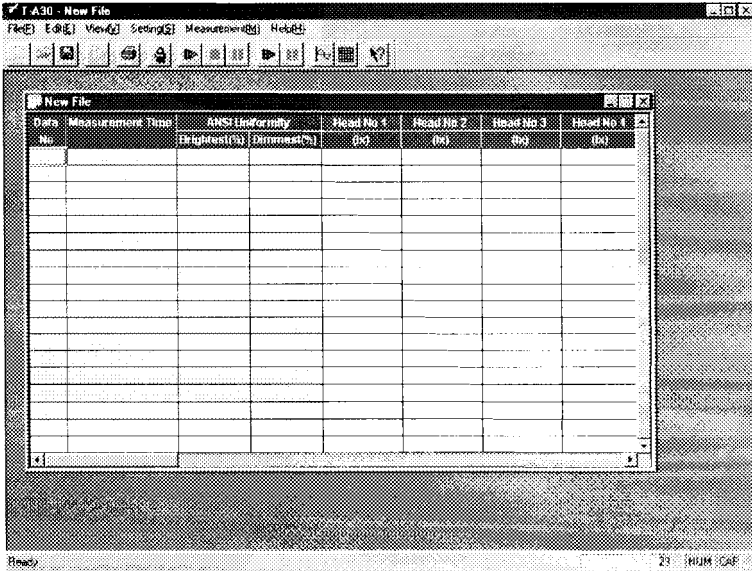 T-A30 - New File
File(F) Edit(E) View(V) Setting(S) Measurement(M) Help(H)
New File
Data Measurement Time ANSI Uniformity Head No 1 Head No 2 Head No 3 Head No 4
No Brightest(%) Dimmest(%) (lx) (lx) (lx) (lx)
Ready 23 NUM CAP